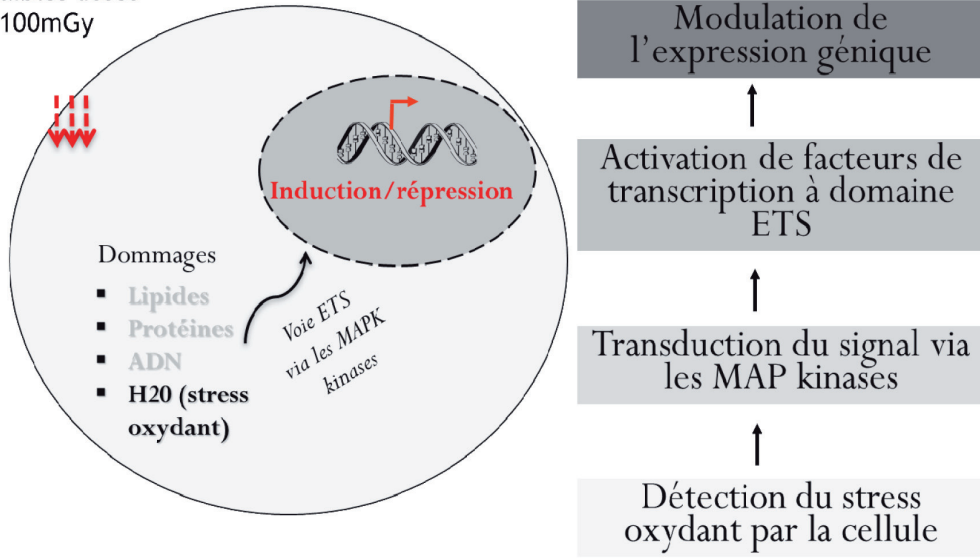 100mGy
Induction/répression
Dommages
▪ Lipides
▪ Protéines
▪ ADN
▪ H20 (stress
oxydant)
Voie ETS
via les MAPK
kinases
Modulation de
l’expression génique
Activation de facteurs de
transcription à domaine
ETS
Transduction du signal via
les MAP kinases
Détection du stress
oxydant par la cellule